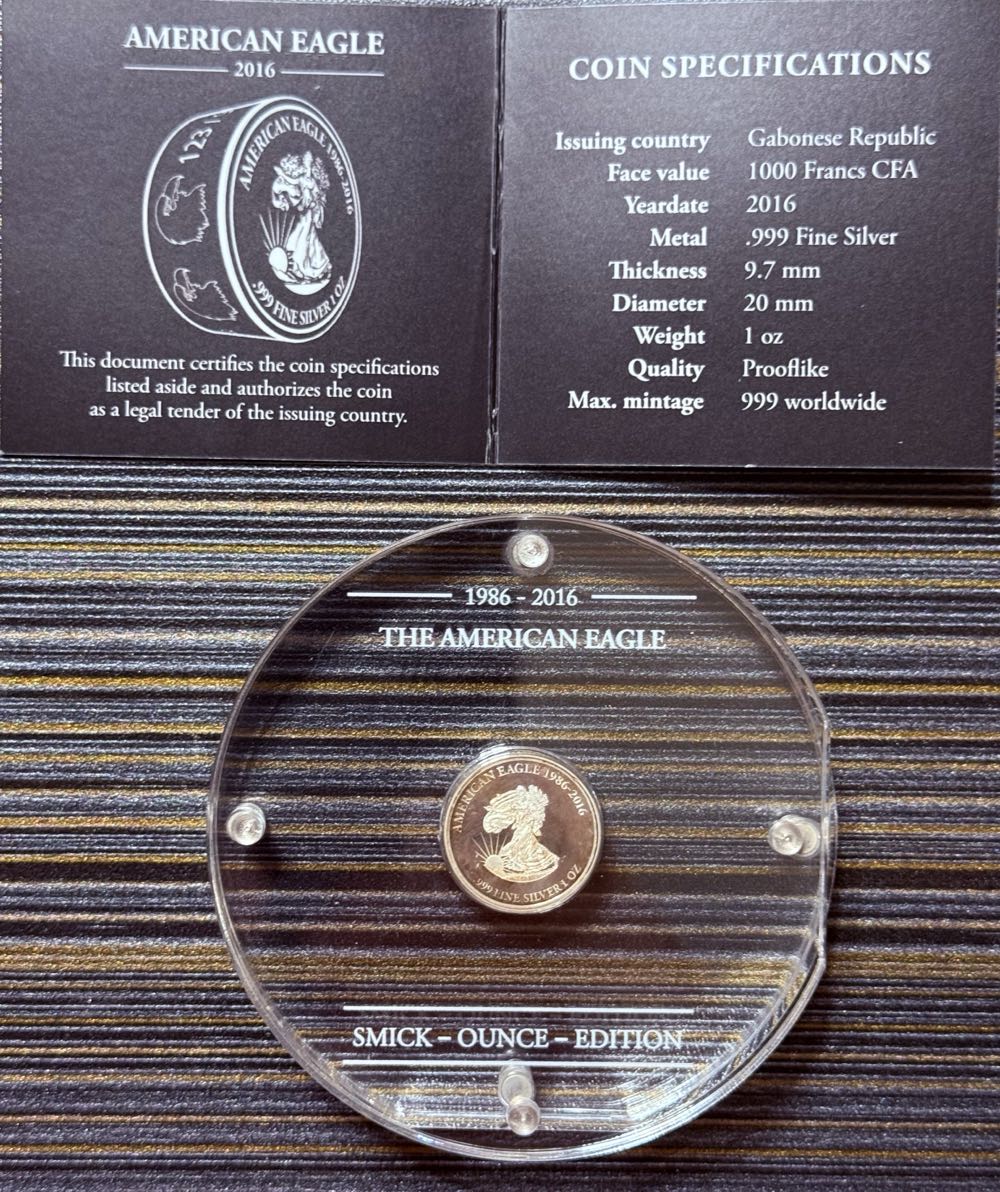 AMERICAN EAGLE
2016
123
AMERICAN EAGLE 1986-2016
.999 FINE SILVER 1 OZ
This document certifies the coin specifications
listed aside and authorizes the coin
as a legal tender of the issuing country.
COIN SPECIFICATIONS
Issuing country Gabonese Republic
Face value 1000 Francs CFA
Yeardate 2016
Metal .999 Fine Silver
Thickness 9.7 mm
Diameter 20 mm
Weight 1 oz
Quality Prooflike
Max. mintage 999 worldwide
1986 - 2016
THE AMERICAN EAGLE
AMERICAN EAGLE 1986-2016
.999 FINE SILVER 1 OZ
SMICK – OUNCE – EDITION